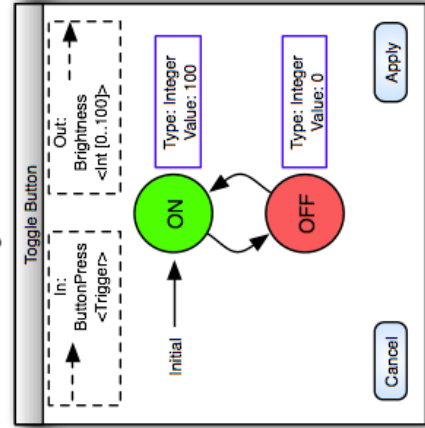 Toggle Button
In:
ButtonPress
<Trigger>
Out:
Brightness
<Int [0..100]>
Initial
ON
Type: Integer
Value: 100
OFF
Type: Integer
Value: 0
Cancel
Apply